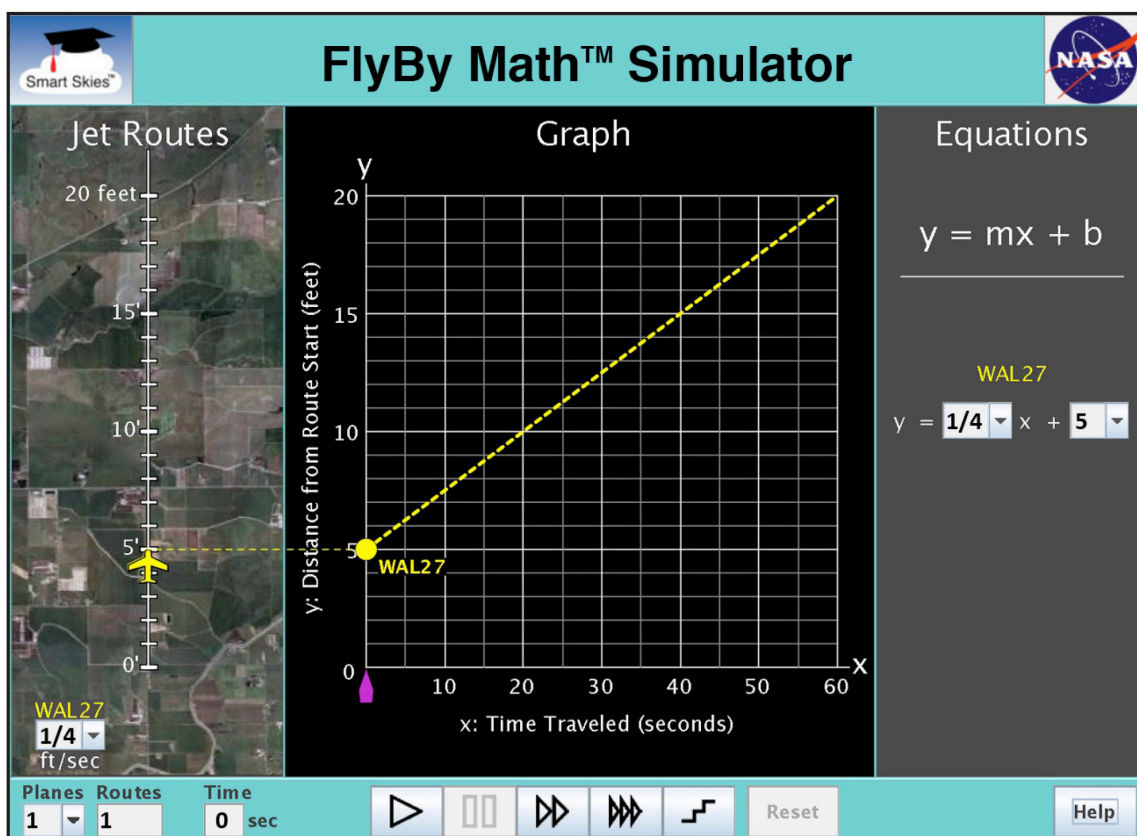 Smart Skies™
FlyBy Math™ Simulator
NASA
Jet Routes
20 feet
15'
10'
5'
0'
WAL27
1/4
ft/sec
Graph
y
20
15
10
5
0
y: Distance from Route Start (feet)
WAL27
x
10 20 30 40 50 60
x: Time Traveled (seconds)
Equations
y = mx + b
WAL27
y = 1/4 x + 5
Planes Routes Time
1 1 0 sec
Reset
Help